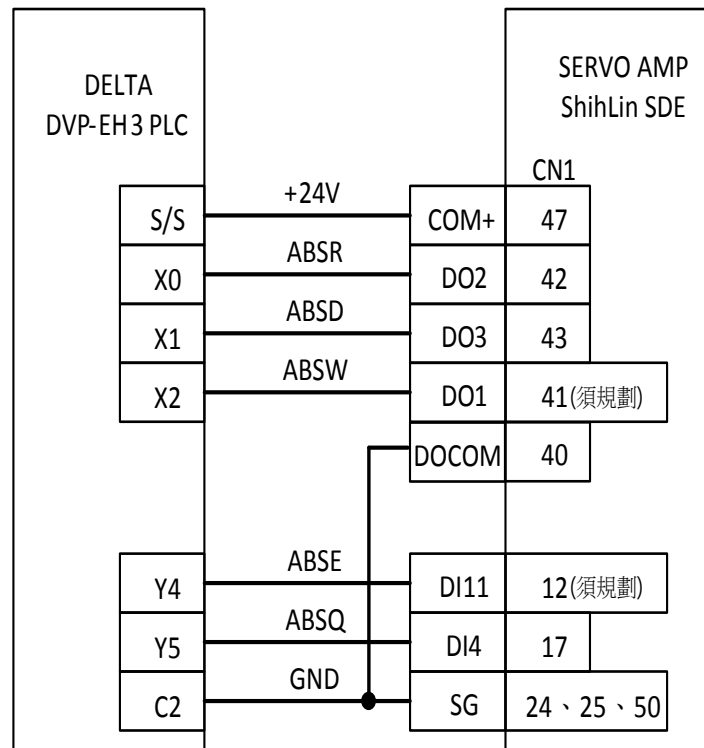 DELTA
DVP-EH3 PLC
SERVO AMP
ShihLin SDE
CN1
S/S +24V COM+ 47
X0 ABSR DO2 42
X1 ABSD DO3 43
X2 ABSW DO1 41(須規劃)
DOCOM 40
Y4 ABSE DI11 12(須規劃)
Y5 ABSQ DI4 17
C2 GND SG 24、25、50